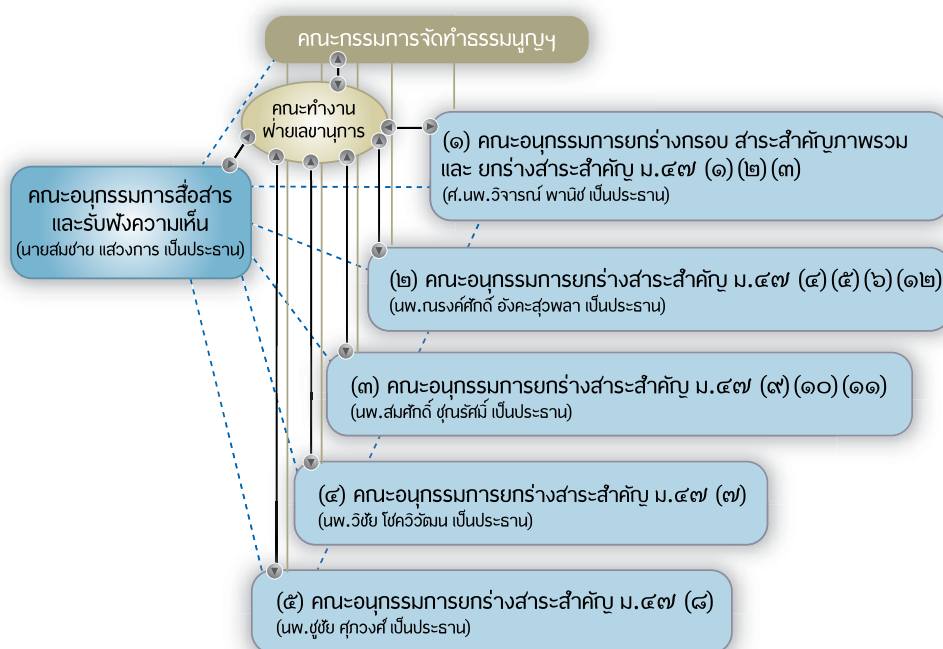 คณะกรรมการจัดทำธรรมนูญฯ
คณะทำงาน
ฝ่ายเลขานุการ
คณะอนุกรรมการสื่อสาร
และรับฟังความเห็น
(นายสมชาย แสวงการ เป็นประธาน)
(๑) คณะอนุกรรมการยกร่างกรอบ สาระสำคัญภาพรวม
และ ยกร่างสาระสำคัญ ม.๔๗ (๑)(๒)(๓)
(ศ.นพ.วิจารณ์ พานิช เป็นประธาน)
(๒) คณะอนุกรรมการยกร่างสาระสำคัญ ม.๔๗ (๔)(๕)(๖)(๑๒)
(นพ.ณรงค์ศักดิ์ อังคะสุวพลา เป็นประธาน)
(๓) คณะอนุกรรมการยกร่างสาระสำคัญ ม.๔๗ (๙)(๑๐)(๑๑)
(นพ.สมศักดิ์ ชุณรัศมิ์ เป็นประธาน)
(๔) คณะอนุกรรมการยกร่างสาระสำคัญ ม.๔๗ (๗)
(นพ.วิชัย โชควิวัฒน เป็นประธาน)
(๕) คณะอนุกรรมการยกร่างสาระสำคัญ ม.๔๗ (๘)
(นพ.ชูชัย ศุภวงศ์ เป็นประธาน)